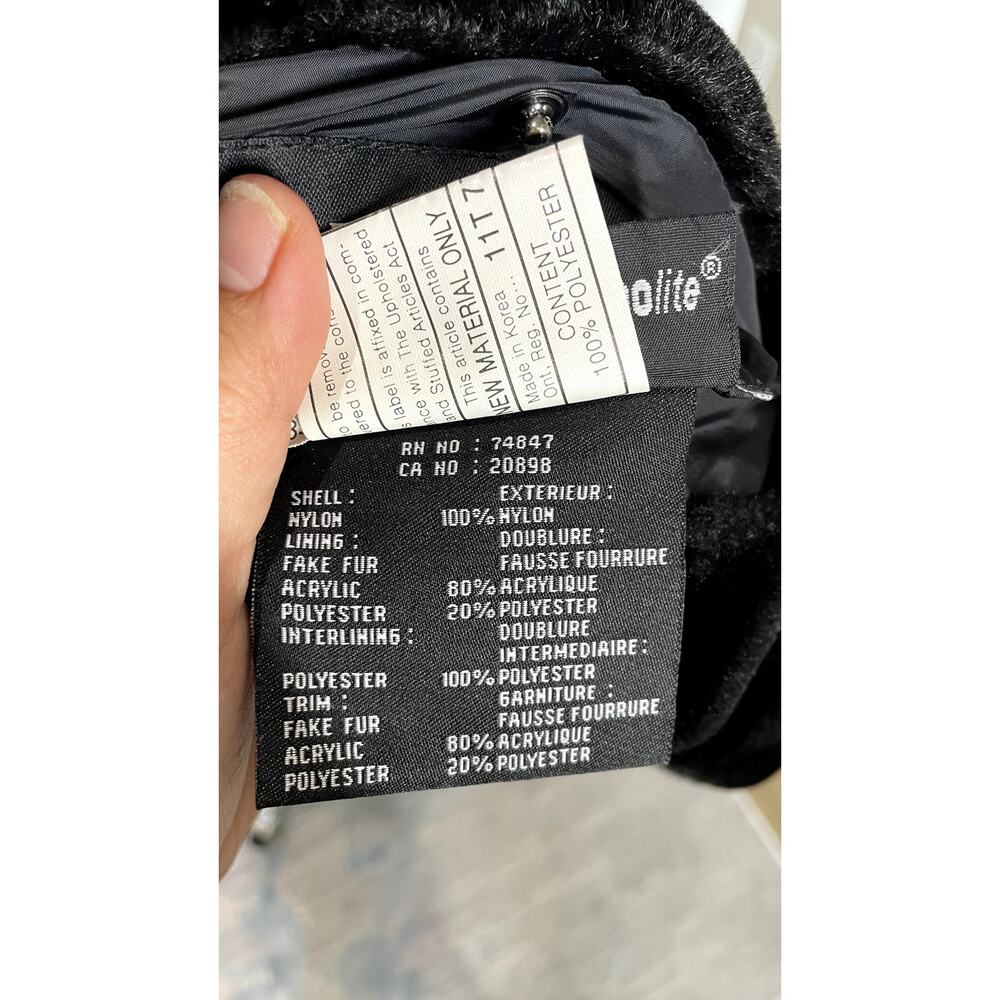 to be remov
ered to the cons
label is affixed in com-
nce with The Upholstered
and Stuffed Articles Act
This article contains
NEW MATERIAL ONLY
Made in Korea
Ont. Reg. No... 11T 7
CONTENT
100% POLYESTER
olite®
RN NO : 74847
CA NO : 20898
SHELL : EXTERIEUR :
NYLON 100% NYLON
LINING : DOUBLURE :
FAKE FUR FAUSSE FOURRURE
ACRYLIC 80% ACRYLIQUE
POLYESTER 20% POLYESTER
INTERLINING : DOUBLURE
INTERMEDIAIRE :
POLYESTER 100% POLYESTER
TRIM : GARNITURE :
FAKE FUR FAUSSE FOURRURE
ACRYLIC 80% ACRYLIQUE
POLYESTER 20% POLYESTER